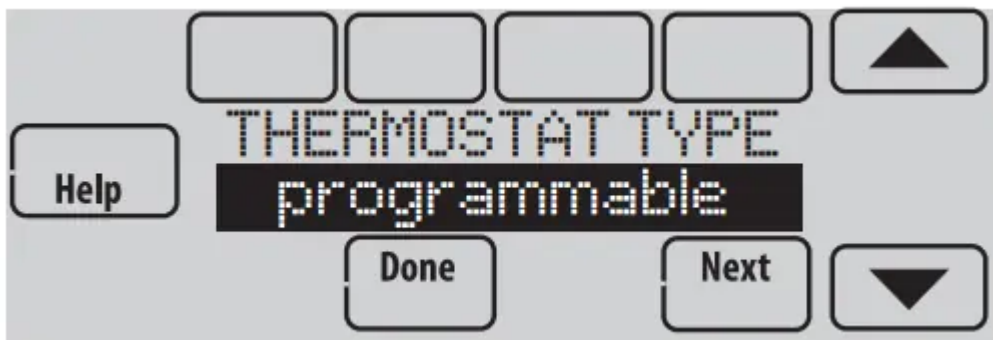 THERMOSTAT TYPE
Help
programmable
Done
Next